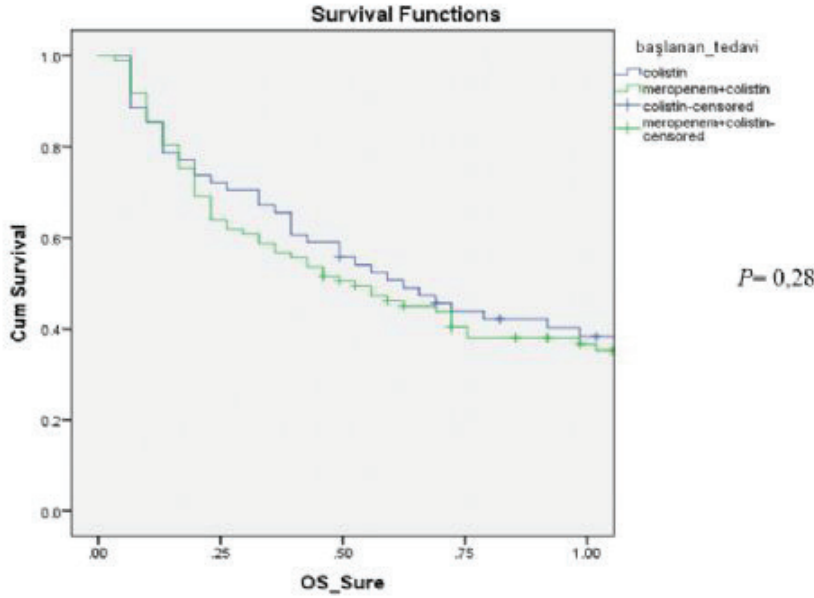 Survival Functions
başlanan_tedavi
colistin
meropenem+colistin
colistin-censored
meropenem+colistin-
censored
1.0
0.8
0.6
0.4
0.2
0.0
Cum Survival
P= 0,28
.00 .25 .50 .75 1.00
OS_Sure